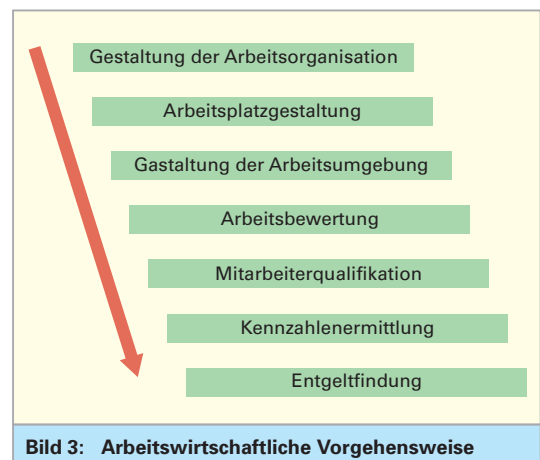 Gestaltung der Arbeitsorganisation
Arbeitsplatzgestaltung
Gastaltung der Arbeitsumgebung
Arbeitsbewertung
Mitarbeiterqualifikation
Kennzahlenermittlung
Entgeltfindung
Bild 3: Arbeitswirtschaftliche Vorgehensweise